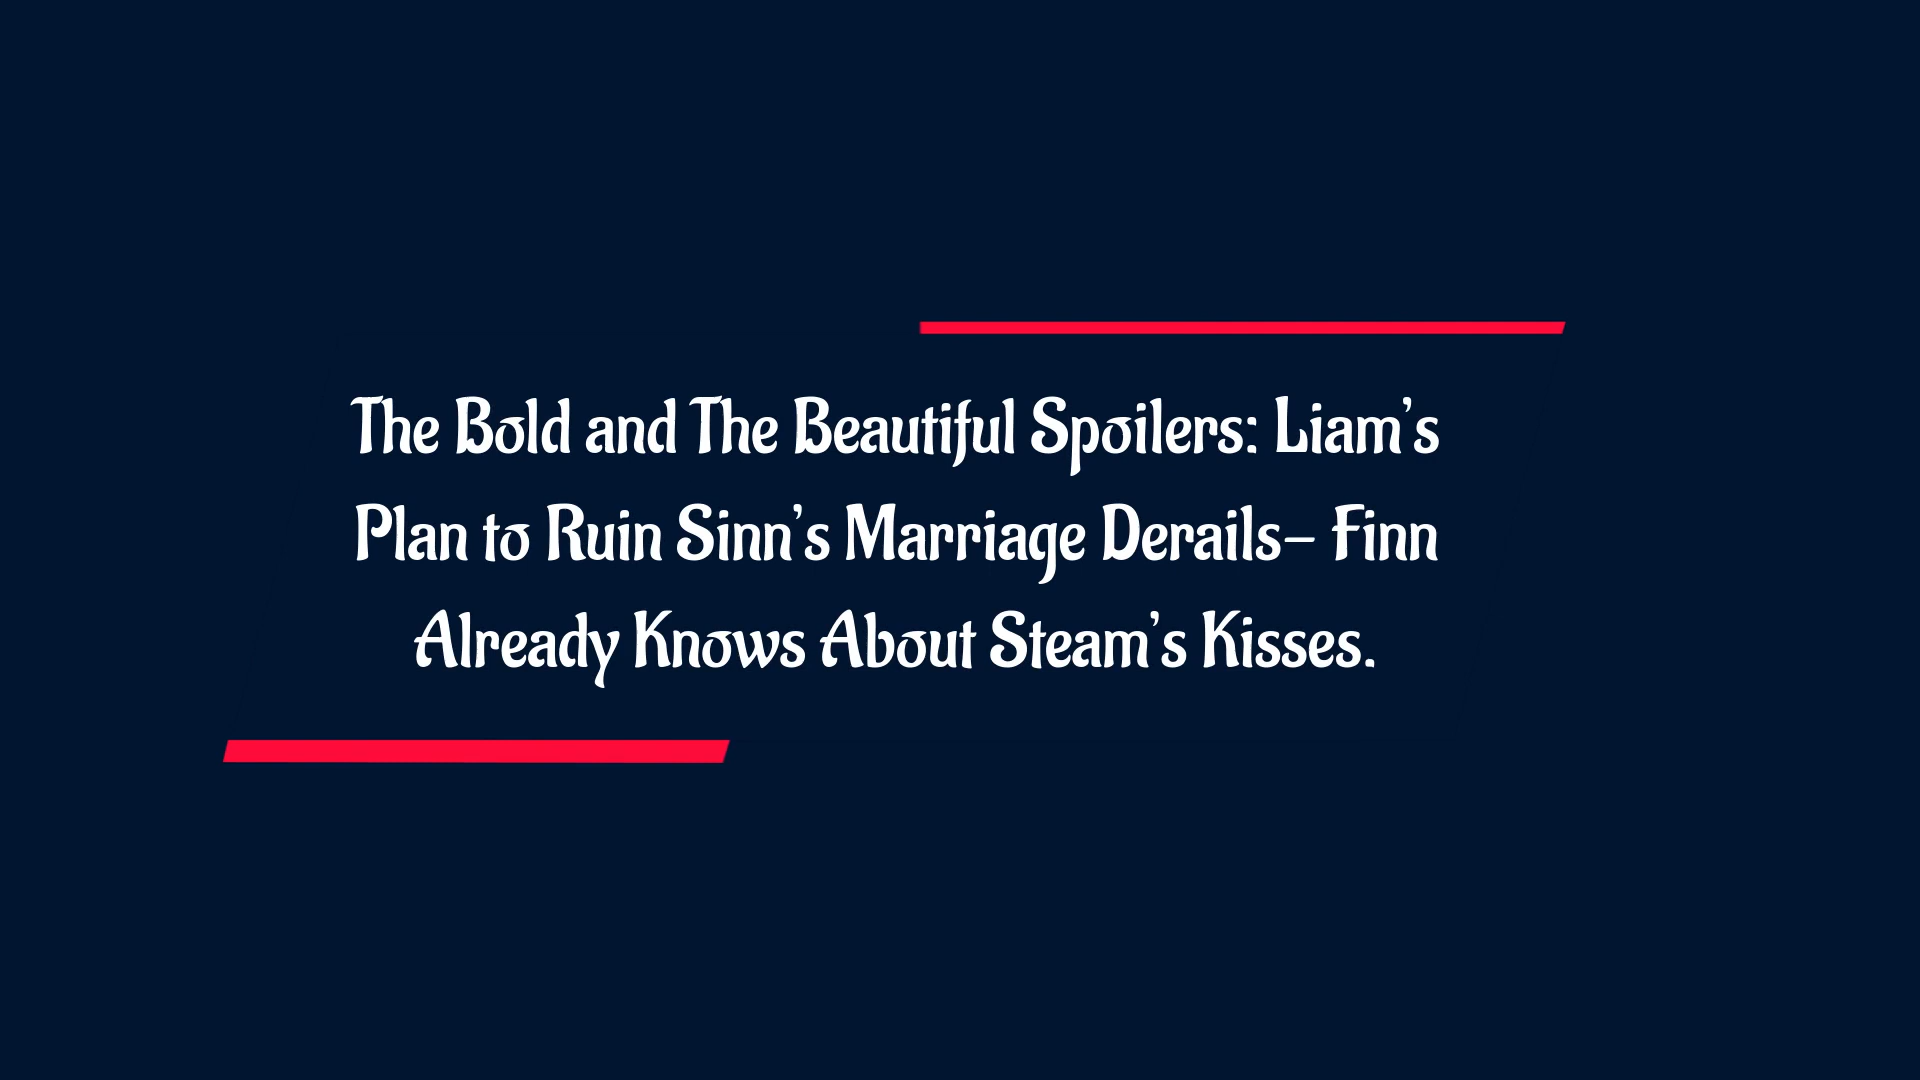 The Bold and The Beautiful Spoilers: Liam’s
Plan to Ruin Sinn’s Marriage Derails– Finn
Already Knows About Steam’s Kisses.